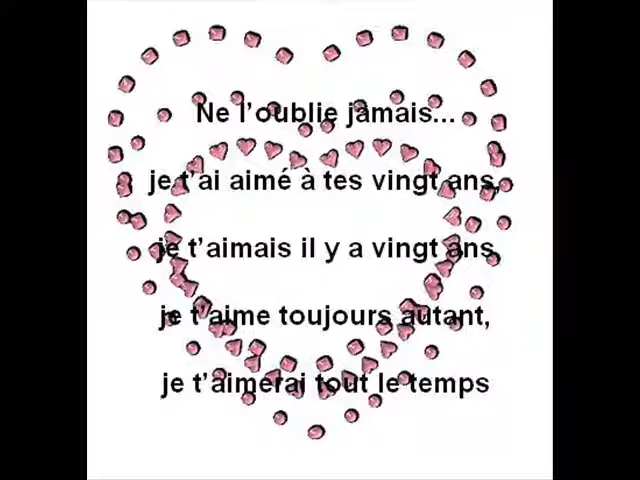 Ne l'oublie jamais...
je t'ai aimé à tes vingt ans,
je t'aimais il y a vingt ans,
je t'aime toujours autant,
je t'aimerai tout le temps